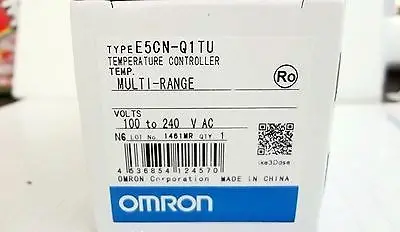 TYPE E5CN-Q1TU
TEMPERATURE CONTROLLER
TEMP.
MULTI-RANGE
Ro
VOLTS
100 to 240 V AC
N6 LOT No. 1461MR QTY 1
4 536854 124570
OMRON Corporation MADE IN CHINA
OMRON